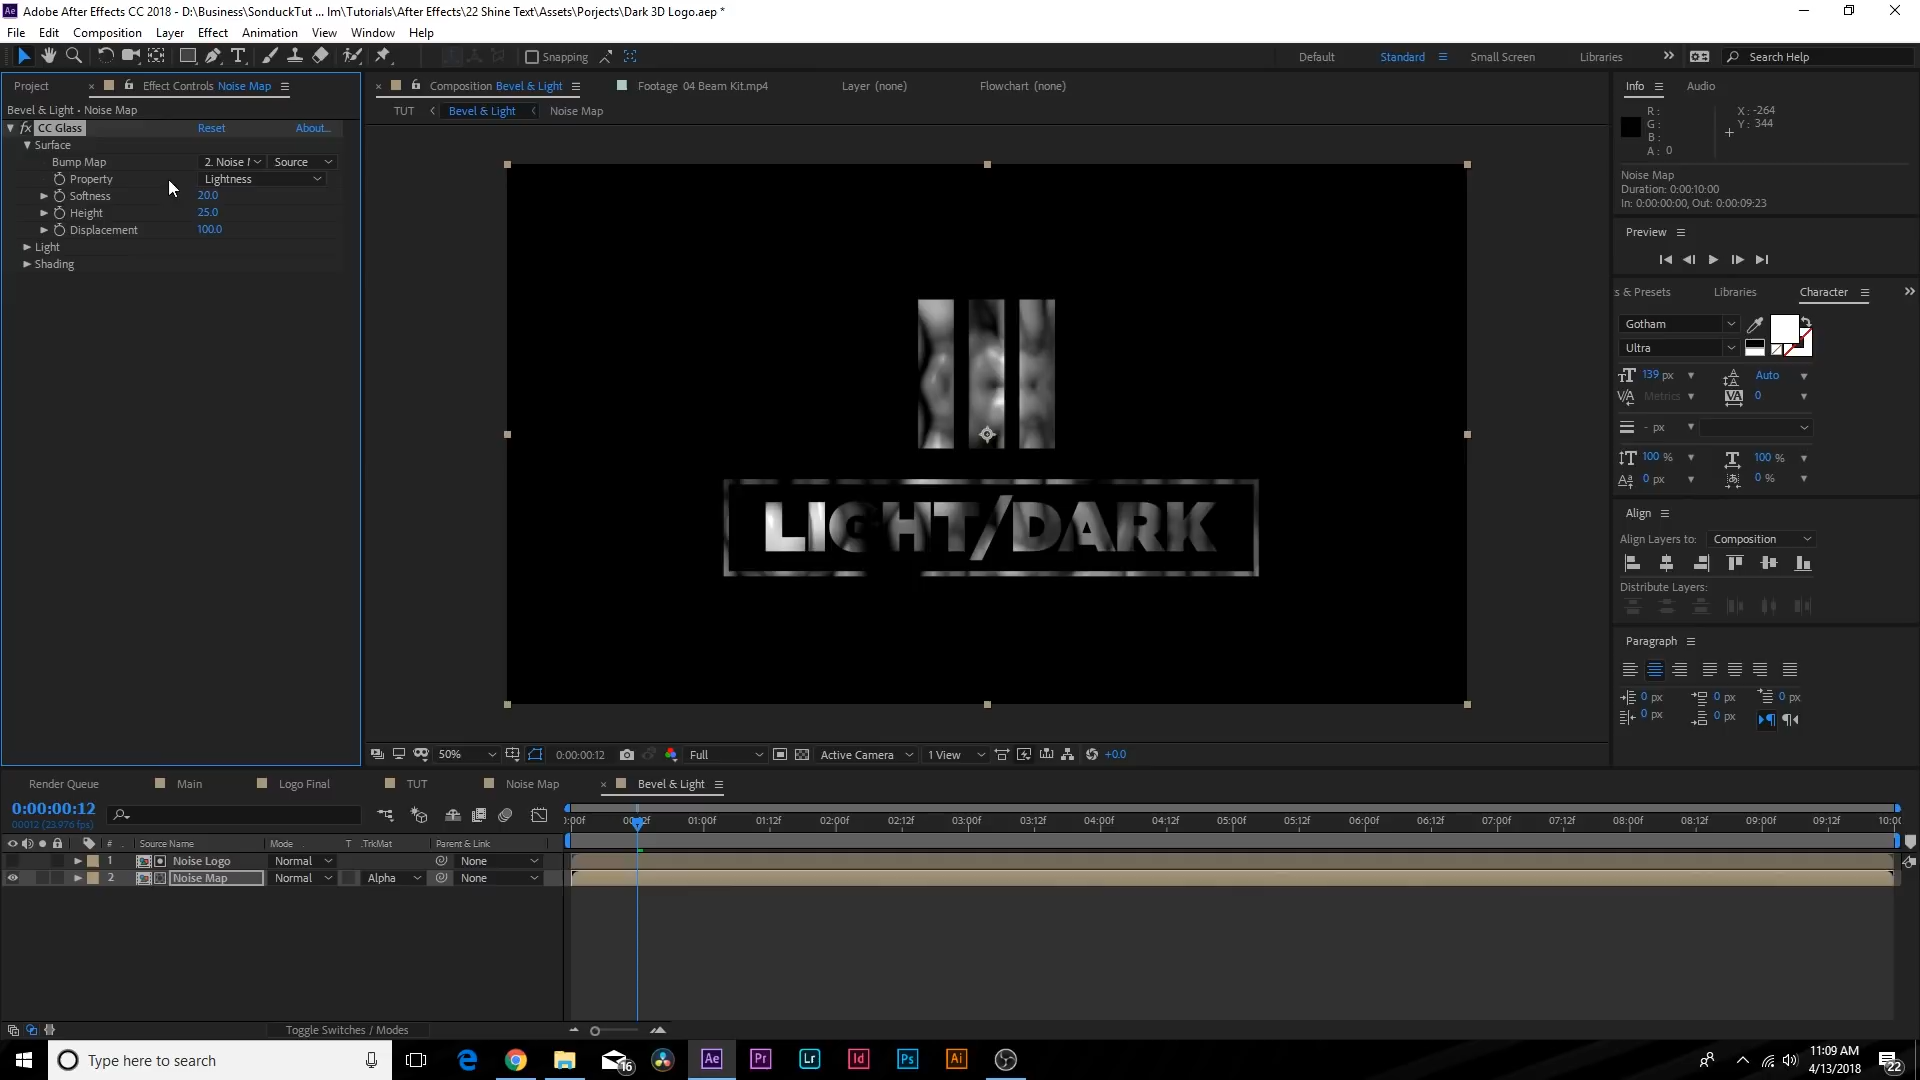 Adobe After Effects CC 2018 - D:\Business\SonduckTut ... lm\Tutorials\After Effects\22 Shine Text\Assets\Porjects\Dark 3D Logo.aep *
File Edit Composition Layer Effect Animation View Window Help
Snapping Default Standard Small Screen Libraries Search Help
Project Effect Controls Noise Map
Composition Bevel & Light Footage 04 Beam Kit.mp4 Layer (none) Flowchart (none)
Info Audio
Bevel & Light • Noise Map
TUT Bevel & Light Noise Map
R : X : -264
G : Y : 344
B :
A : 0
fx CC Glass Reset About...
Surface
Bump Map 2. Noise Source
Property Lightness
Softness 20.0
Height 25.0
Displacement 100.0
Light
Shading
Noise Map
Duration: 0:00:10:00
In: 0:00:00:00, Out: 0:00:09:23
Preview
s & Presets Libraries Character
Gotham
Ultra
139 px Auto
Metrics 0
- px
100 % 100 %
0 px 0 %
Align
Align Layers to: Composition
Distribute Layers:
Paragraph
0 px 0 px 0 px
0 px 0 px
LIGHT/DARK
50% 0:00:00:12 Full Active Camera 1 View +0.0
Render Queue Main Logo Final TUT Noise Map Bevel & Light
0:00:00:12
00012 (23.976 fps)
:00f 00:12f 01:00f 01:12f 02:00f 02:12f 03:00f 03:12f 04:00f 04:12f 05:00f 05:12f 06:00f 06:12f 07:00f 07:12f 08:00f 08:12f 09:00f 09:12f 10:00
# Source Name Mode T .TrkMat Parent & Link
1 Noise Logo Normal None
2 Noise Map Normal Alpha None
Toggle Switches / Modes
Type here to search
16
Ae Pr Lr Id Ps Ai
11:09 AM
4/13/2018
22